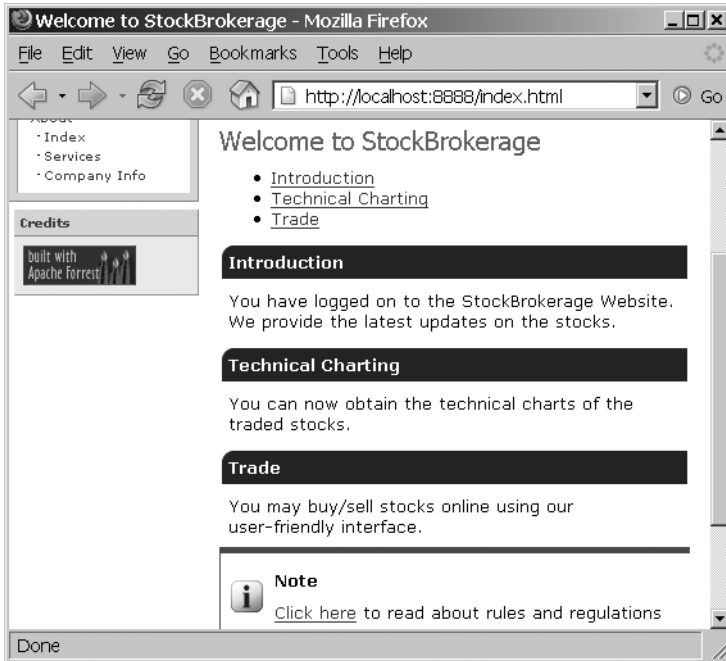 Welcome to StockBrokerage - Mozilla Firefox
File Edit View Go Bookmarks Tools Help
http://localhost:8888/index.html Go
About
·Index
·Services
·Company Info
Credits
built with
Apache Forrest
Welcome to StockBrokerage
• Introduction
• Technical Charting
• Trade
Introduction
You have logged on to the StockBrokerage Website.
We provide the latest updates on the stocks.
Technical Charting
You can now obtain the technical charts of the
traded stocks.
Trade
You may buy/sell stocks online using our
user-friendly interface.
Note
Click here to read about rules and regulations
Done